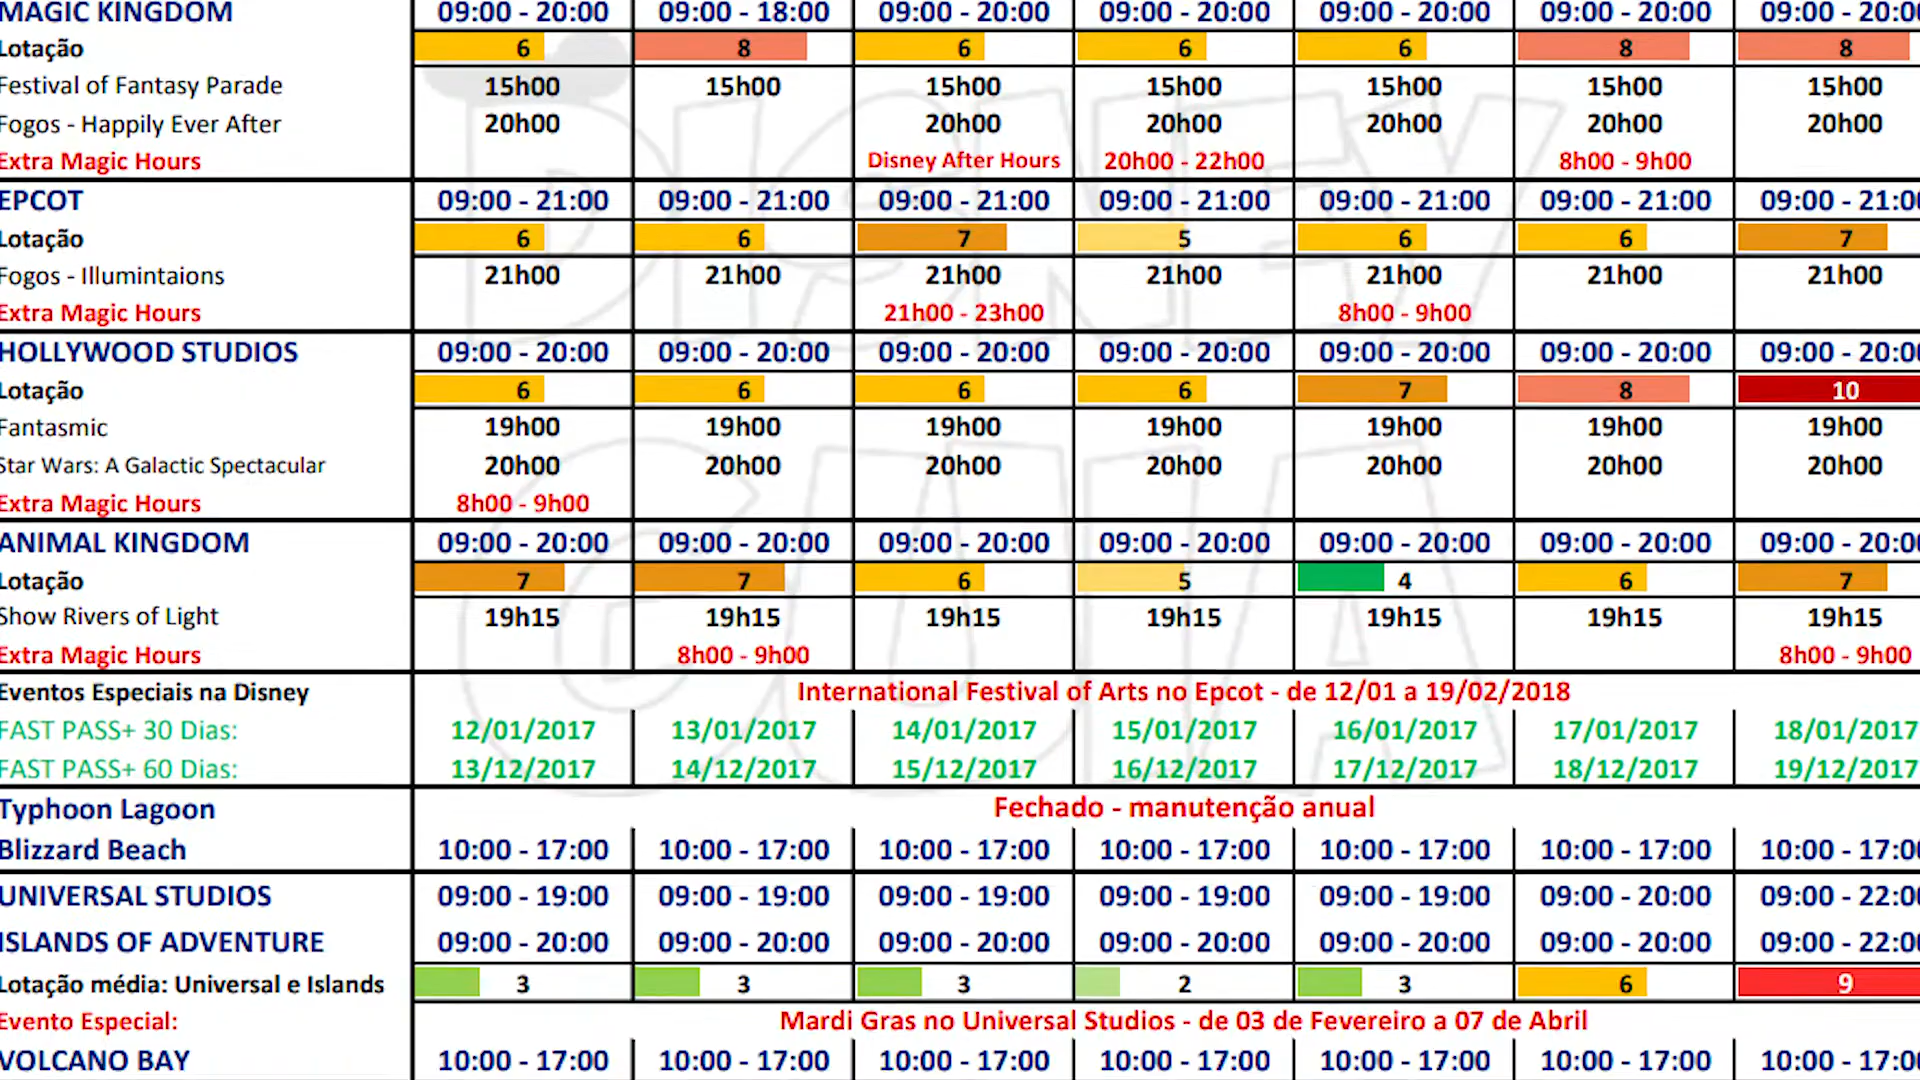 MAGIC KINGDOM 09:00 - 20:00 09:00 - 18:00 09:00 - 20:00 09:00 - 20:00 09:00 - 20:00 09:00 - 20:00 09:00 - 20:00
Lotação 6 8 6 6 6 8 8
Festival of Fantasy Parade 15h00 15h00 15h00 15h00 15h00 15h00 15h00
Fogos - Happily Ever After 20h00 20h00 20h00 20h00 20h00 20h00
Extra Magic Hours Disney After Hours 20h00 - 22h00 8h00 - 9h00
EPCOT 09:00 - 21:00 09:00 - 21:00 09:00 - 21:00 09:00 - 21:00 09:00 - 21:00 09:00 - 21:00 09:00 - 21:00
Lotação 6 6 7 5 6 6 7
Fogos - Illumintaions 21h00 21h00 21h00 21h00 21h00 21h00 21h00
Extra Magic Hours 21h00 - 23h00 8h00 - 9h00
HOLLYWOOD STUDIOS 09:00 - 20:00 09:00 - 20:00 09:00 - 20:00 09:00 - 20:00 09:00 - 20:00 09:00 - 20:00 09:00 - 20:00
Lotação 6 6 6 6 7 8 10
Fantasmic 19h00 19h00 19h00 19h00 19h00 19h00 19h00
Star Wars: A Galactic Spectacular 20h00 20h00 20h00 20h00 20h00 20h00 20h00
Extra Magic Hours 8h00 - 9h00
ANIMAL KINGDOM 09:00 - 20:00 09:00 - 20:00 09:00 - 20:00 09:00 - 20:00 09:00 - 20:00 09:00 - 20:00 09:00 - 20:00
Lotação 7 7 6 5 4 6 7
Show Rivers of Light 19h15 19h15 19h15 19h15 19h15 19h15 19h15
Extra Magic Hours 8h00 - 9h00 8h00 - 9h00
Eventos Especiais na Disney International Festival of Arts no Epcot - de 12/01 a 19/02/2018
FAST PASS+ 30 Dias: 12/01/2017 13/01/2017 14/01/2017 15/01/2017 16/01/2017 17/01/2017 18/01/2017
FAST PASS+ 60 Dias: 13/12/2017 14/12/2017 15/12/2017 16/12/2017 17/12/2017 18/12/2017 19/12/2017
Typhoon Lagoon Fechado - manutenção anual
Blizzard Beach 10:00 - 17:00 10:00 - 17:00 10:00 - 17:00 10:00 - 17:00 10:00 - 17:00 10:00 - 17:00 10:00 - 17:00
UNIVERSAL STUDIOS 09:00 - 19:00 09:00 - 19:00 09:00 - 19:00 09:00 - 19:00 09:00 - 19:00 09:00 - 20:00 09:00 - 22:00
ISLANDS OF ADVENTURE 09:00 - 20:00 09:00 - 20:00 09:00 - 20:00 09:00 - 20:00 09:00 - 20:00 09:00 - 20:00 09:00 - 22:00
Lotação média: Universal e Islands 3 3 3 2 3 6 9
Evento Especial: Mardi Gras no Universal Studios - de 03 de Fevereiro a 07 de Abril
VOLCANO BAY 10:00 - 17:00 10:00 - 17:00 10:00 - 17:00 10:00 - 17:00 10:00 - 17:00 10:00 - 17:00 10:00 - 17:00
DISNEY
GUIA